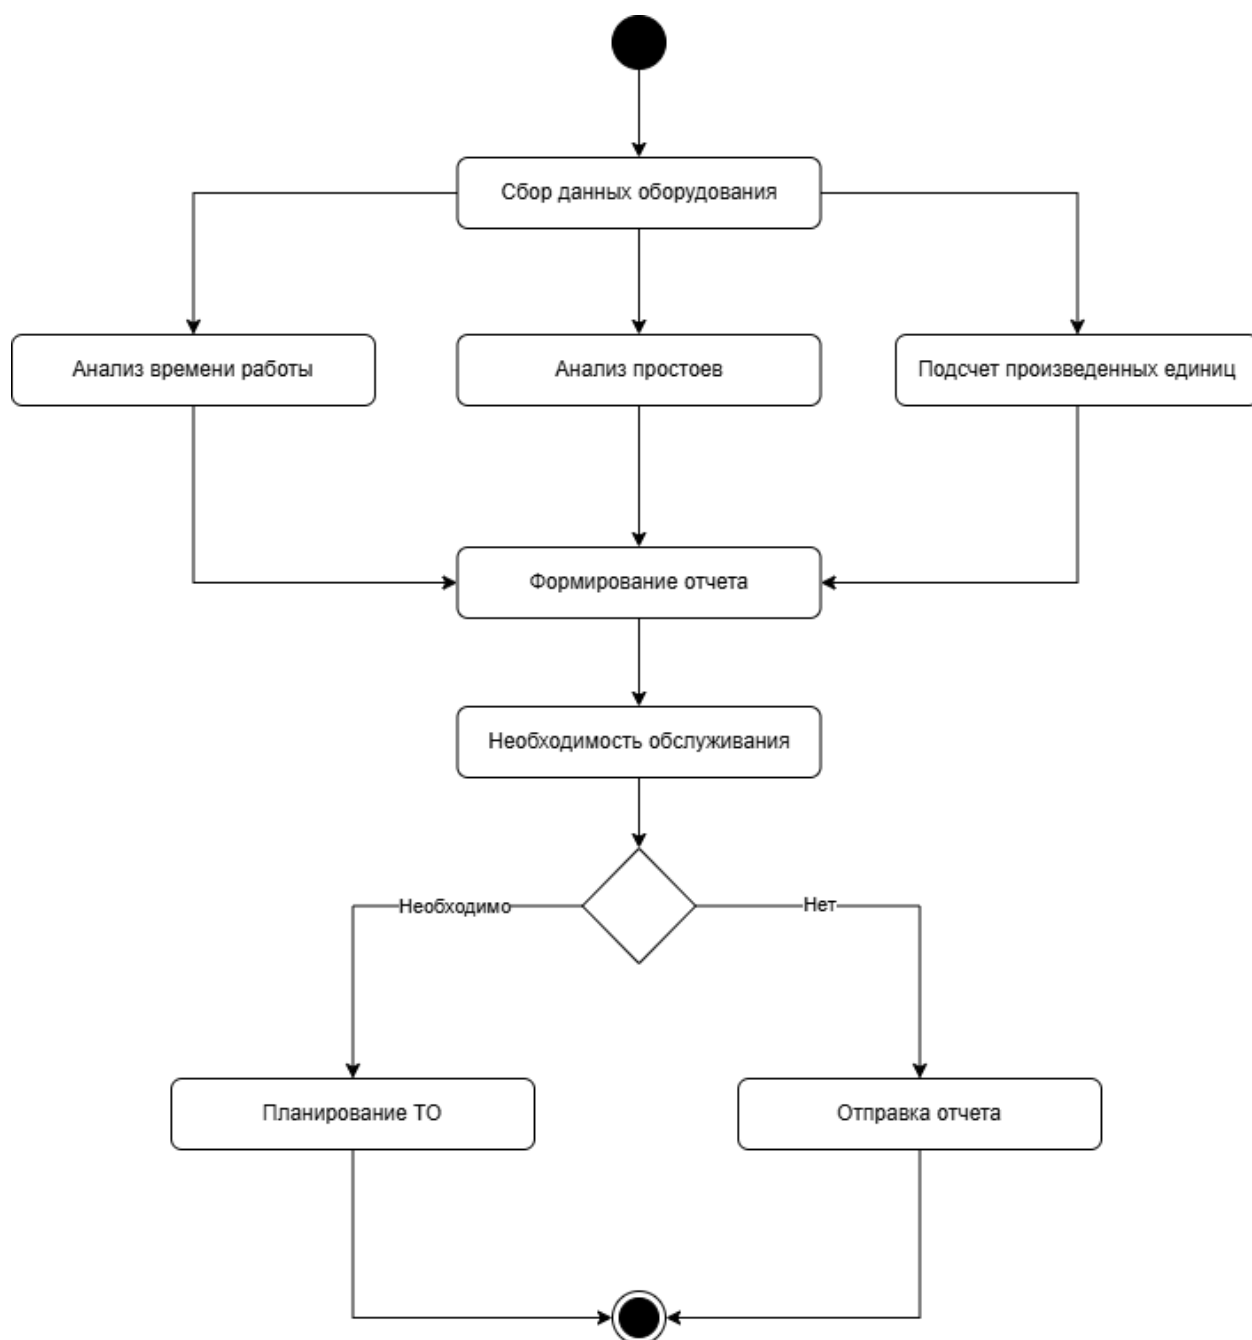 Сбор данных оборудования
Анализ времени работы
Анализ простоев
Подсчет произведенных единиц
Формирование отчета
Необходимость обслуживания
Необходимо
Нет
Планирование ТО
Отправка отчета